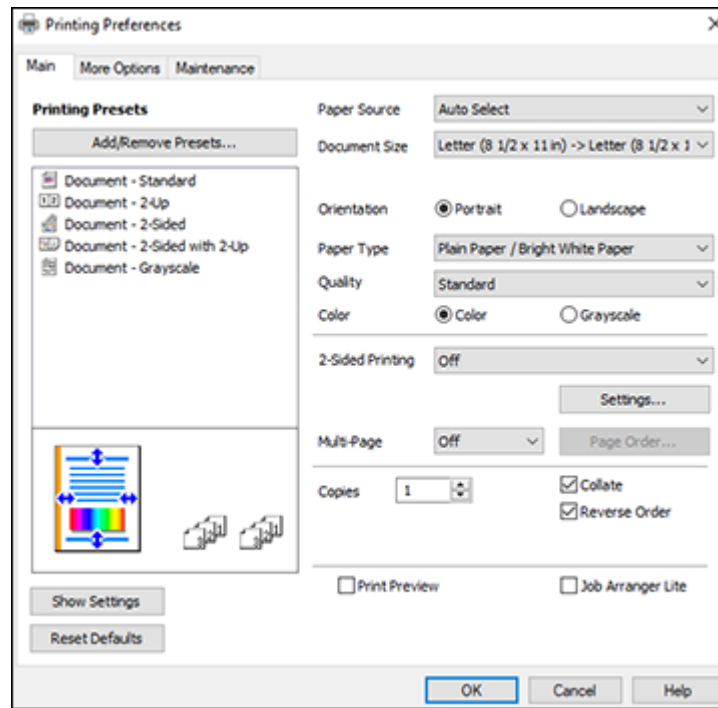 Printing Preferences
Main More Options Maintenance
Printing Presets
Add/Remove Presets...
Document - Standard
Document - 2-Up
Document - 2-Sided
Document - 2-Sided with 2-Up
Document - Grayscale
Show Settings
Reset Defaults
Paper Source Auto Select
Document Size Letter (8 1/2 x 11 in) -> Letter (8 1/2 x 1
Orientation Portrait Landscape
Paper Type Plain Paper / Bright White Paper
Quality Standard
Color Color Grayscale
2-Sided Printing Off
Settings...
Multi-Page Off Page Order...
Copies 1 Collate
Reverse Order
Print Preview Job Arranger Lite
OK Cancel Help